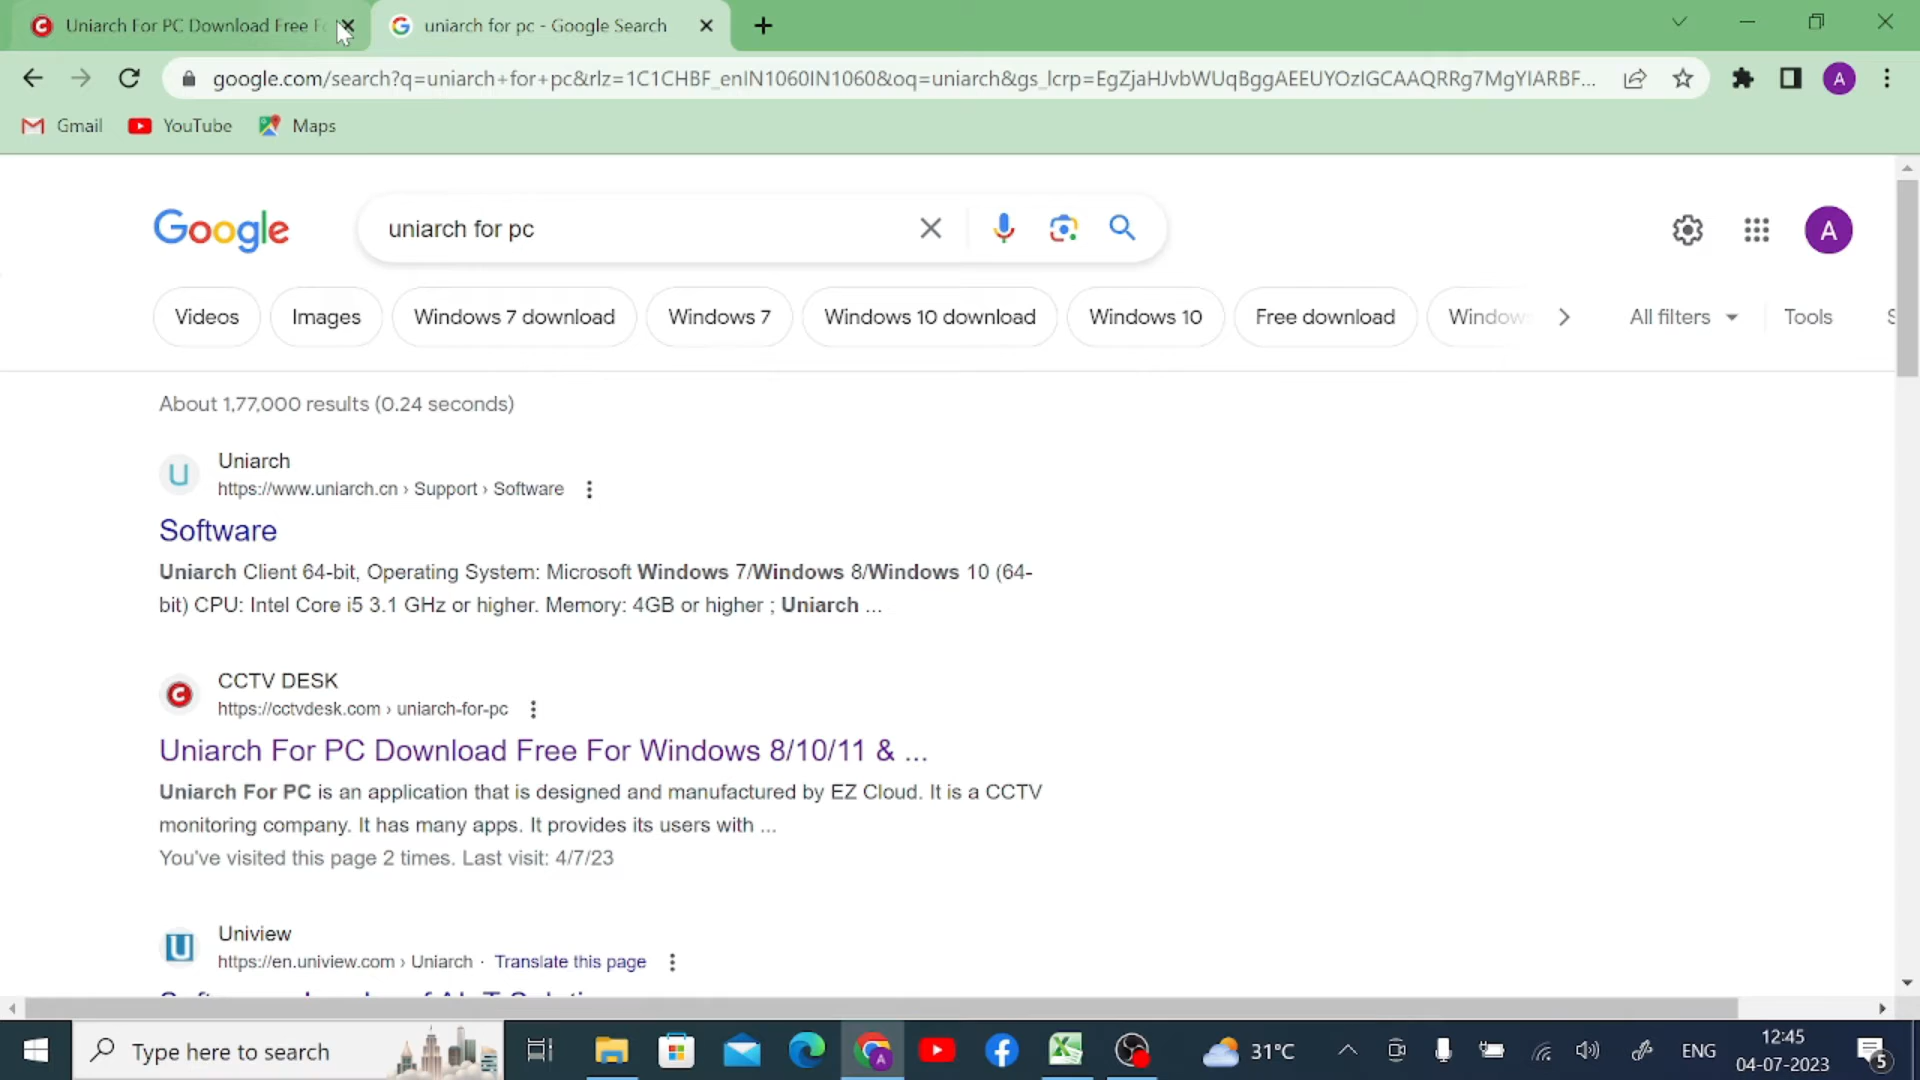 Uniarch For PC Download Free Fo
uniarch for pc - Google Search
google.com/search?q=uniarch+for+pc&rlz=1C1CHBF_enIN1060IN1060&oq=uniarch&gs_lcrp=EgZjaHJvbWUqBggAEEUYOzIGCAAQRRg7MgYIARBF...
A
Gmail
YouTube
Maps
Google
uniarch for pc
A
Videos
Images
Windows 7 download
Windows 7
Windows 10 download
Windows 10
Free download
Window
All filters
Tools
S
About 1,77,000 results (0.24 seconds)
U
Uniarch
https://www.uniarch.cn › Support › Software
Software
Uniarch Client 64-bit, Operating System: Microsoft Windows 7/Windows 8/Windows 10 (64-
bit) CPU: Intel Core i5 3.1 GHz or higher. Memory: 4GB or higher ; Uniarch ...
CCTV DESK
https://cctvdesk.com › uniarch-for-pc
Uniarch For PC Download Free For Windows 8/10/11 & ...
Uniarch For PC is an application that is designed and manufactured by EZ Cloud. It is a CCTV
monitoring company. It has many apps. It provides its users with ...
You've visited this page 2 times. Last visit: 4/7/23
U
Uniview
https://en.uniview.com › Uniarch · Translate this page
Type here to search
A
31°C
ENG
12:45
04-07-2023
5